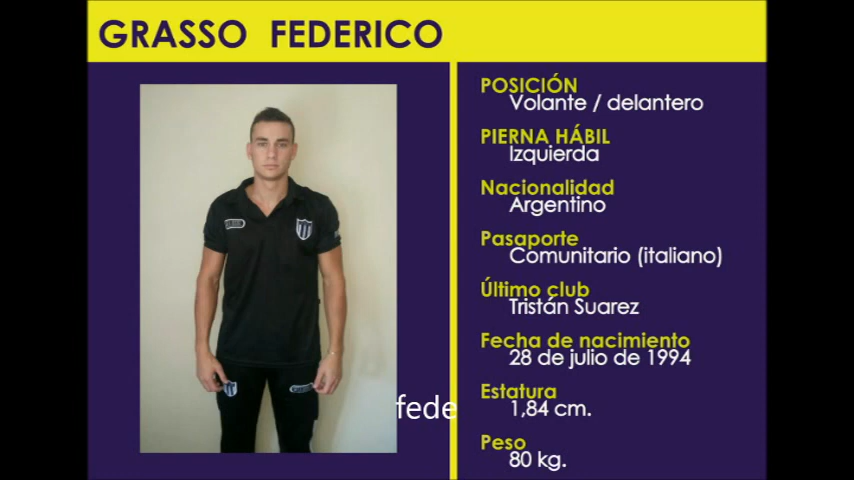 GRASSO FEDERICO
POSICIÓN
Volante / delantero
PIERNA HÁBIL
Izquierda
Nacionalidad
Argentino
Pasaporte
Comunitario (italiano)
Último club
Tristán Suarez
Fecha de nacimiento
28 de julio de 1994
Estatura
1,84 cm.
Peso
80 kg.
fede